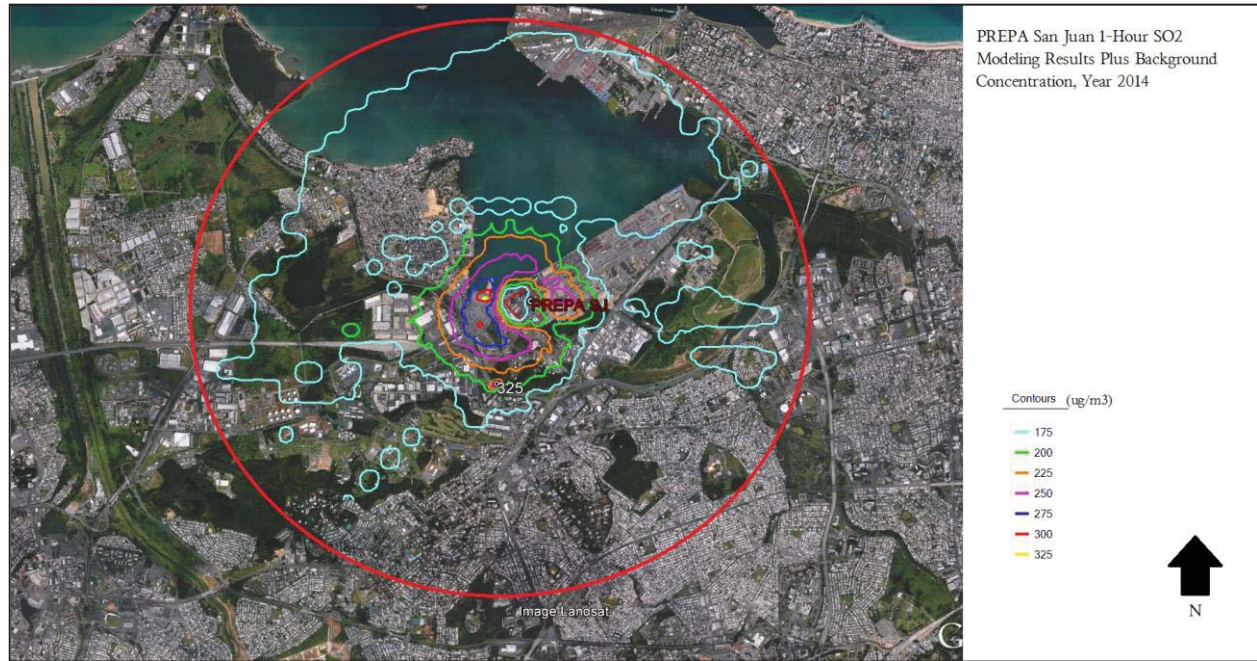 PREPA San Juan 1-Hour SO2
Modeling Results Plus Background
Concentration, Year 2014
PREPA SJ
325
Contours (ug/m3)
175
200
225
250
275
300
325
N
Image Landsat
G